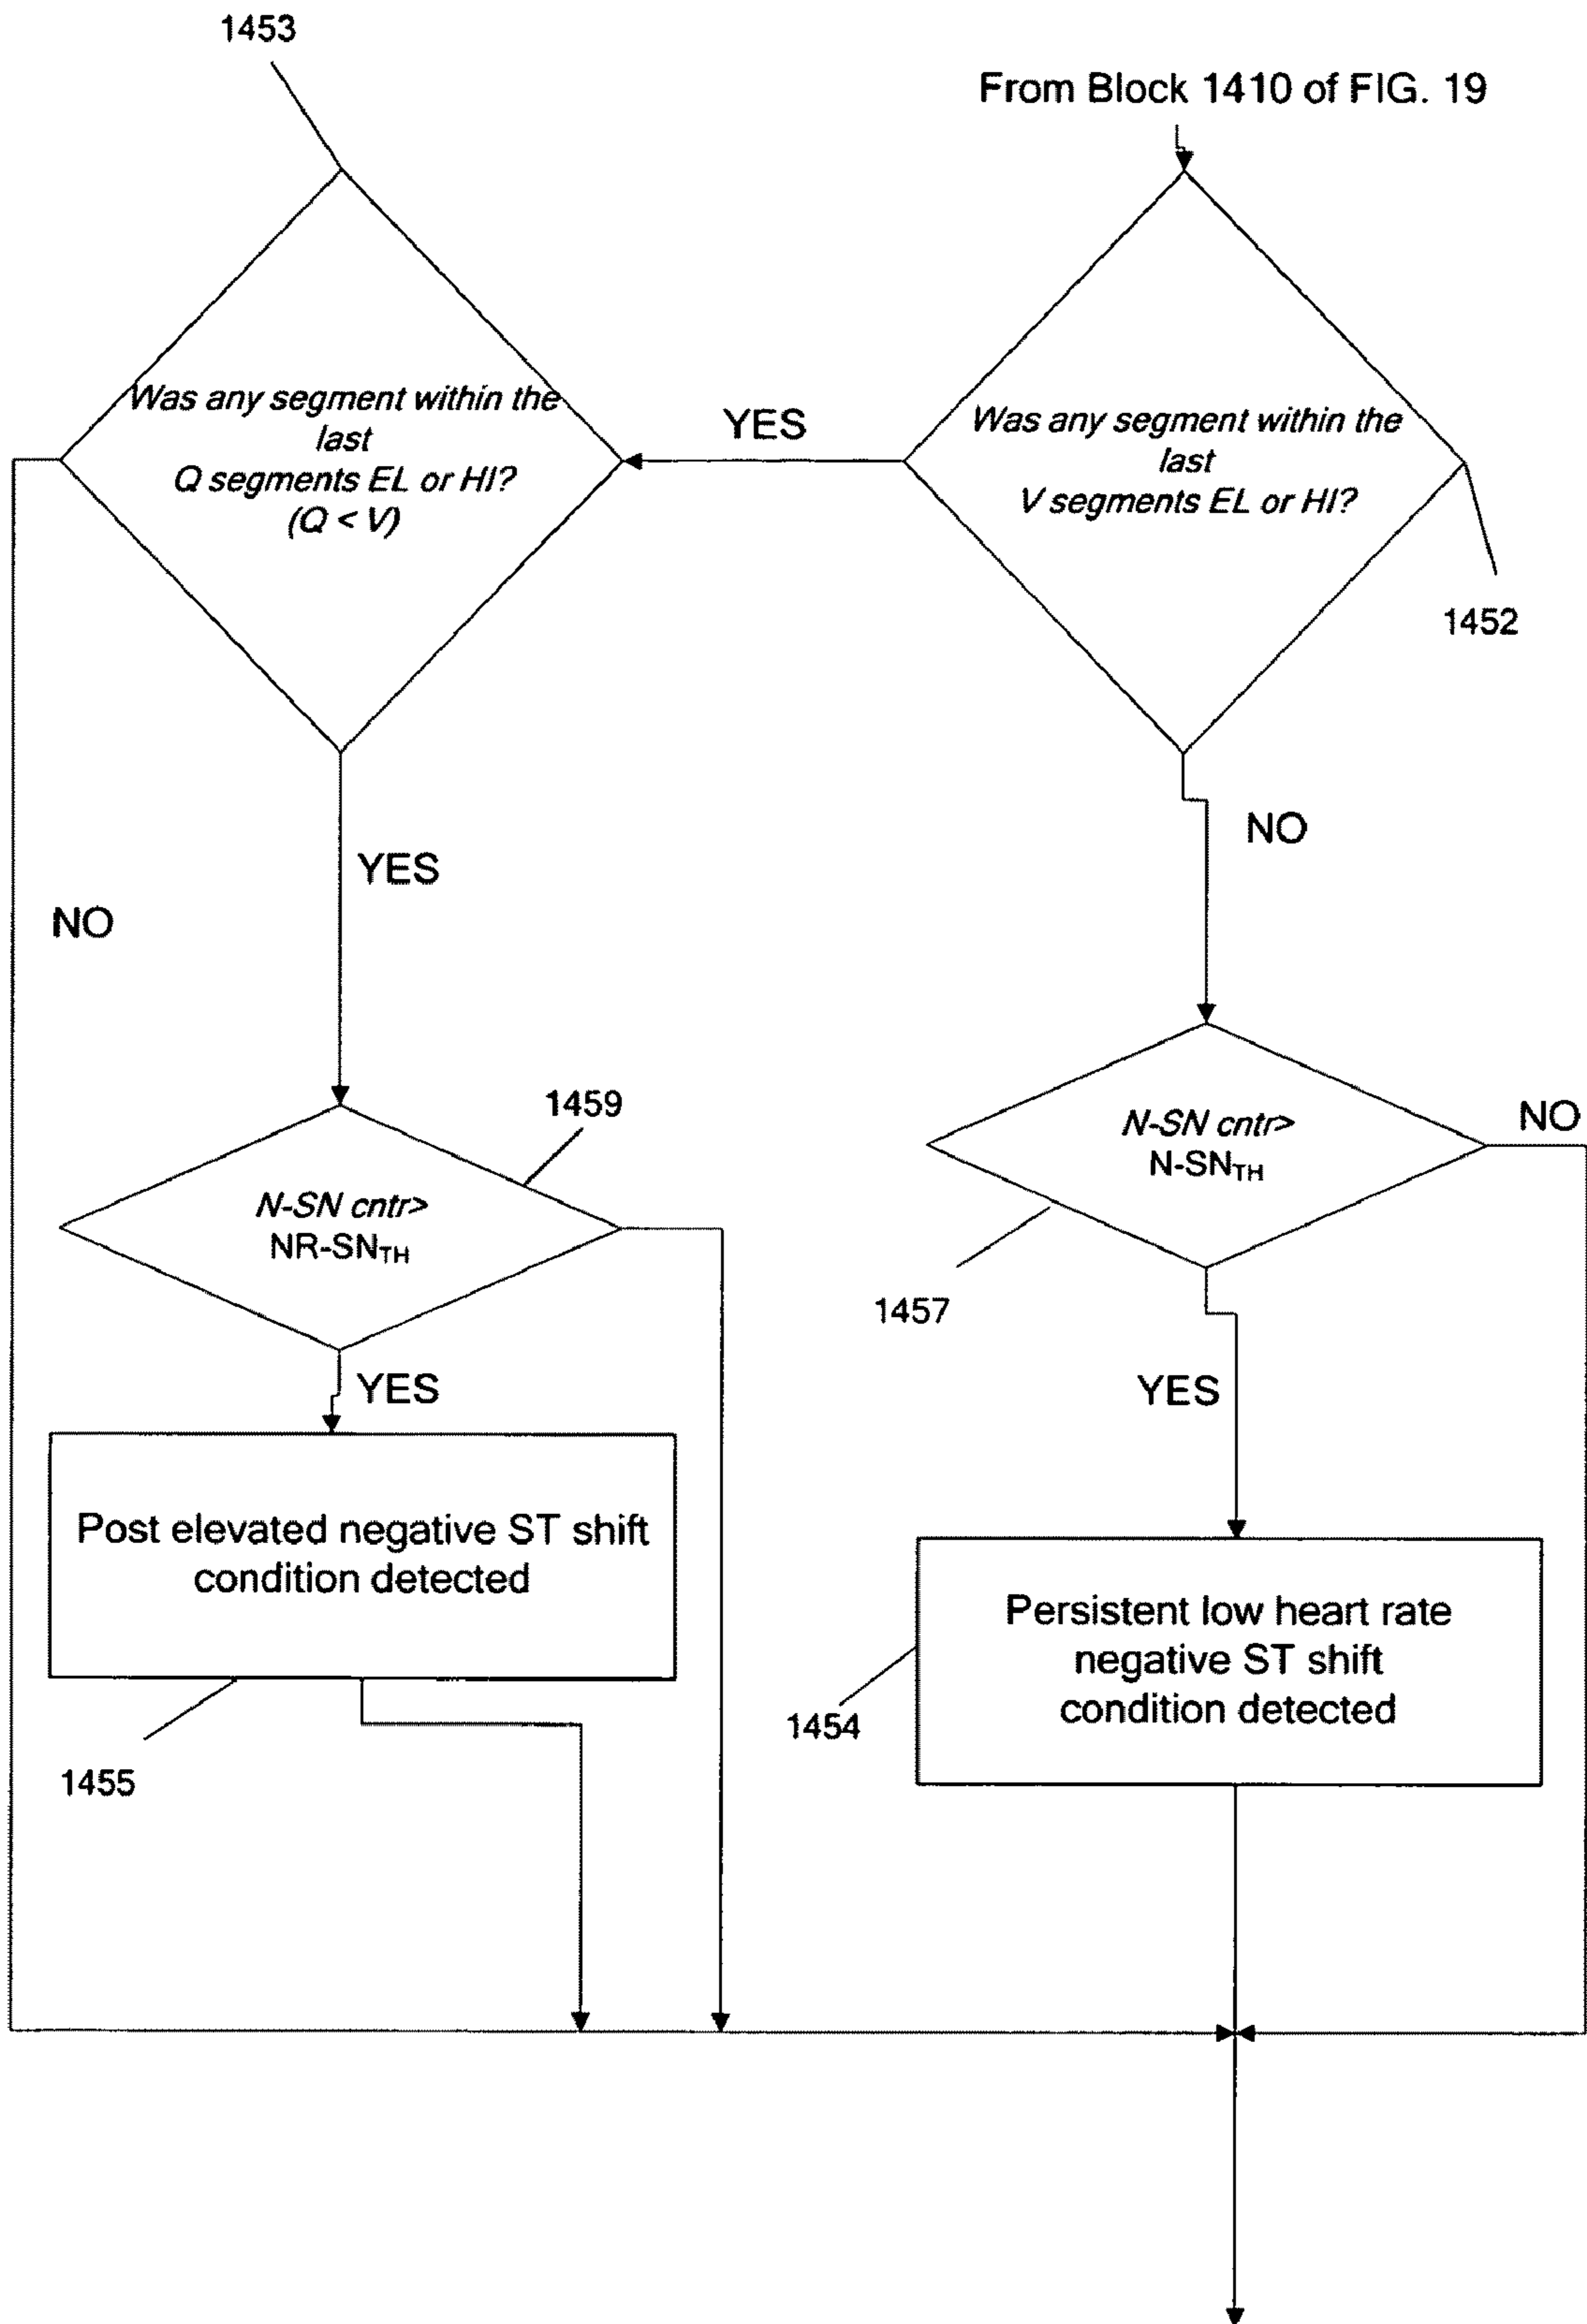 1453
From Block 1410 of FIG. 19
Was any segment within the
last
Q segments EL or HI?
(Q < V)
YES
Was any segment within the
last
V segments EL or HI?
1452
NO
YES
NO
1459
N-SN cntr>
NR-SNTH
N-SN cntr>
N-SNTH
NO
1457
YES
YES
Post elevated negative ST shift
condition detected
Persistent low heart rate
negative ST shift
condition detected
1454
1455